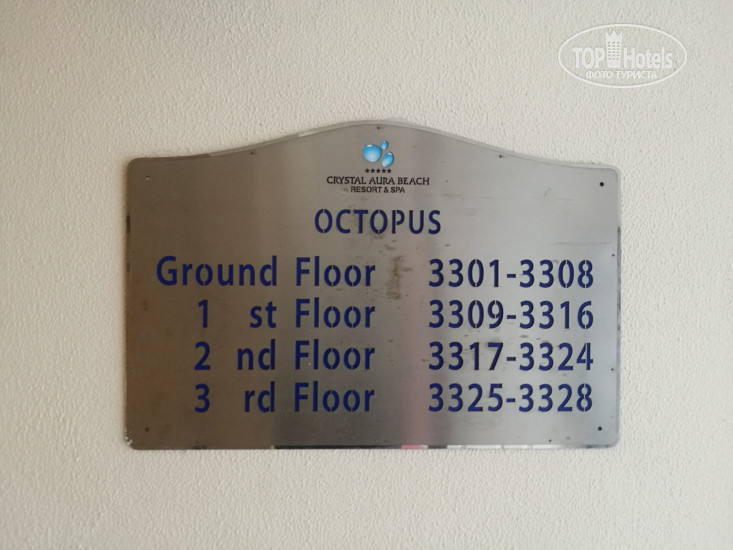 TOP Hotels
ФОТО ТУРИСТА
★★★★★
CRYSTAL AURA BEACH
RESORT & SPA
OCTOPUS
Ground Floor 3301-3308
1 st Floor 3309-3316
2 nd Floor 3317-3324
3 rd Floor 3325-3328